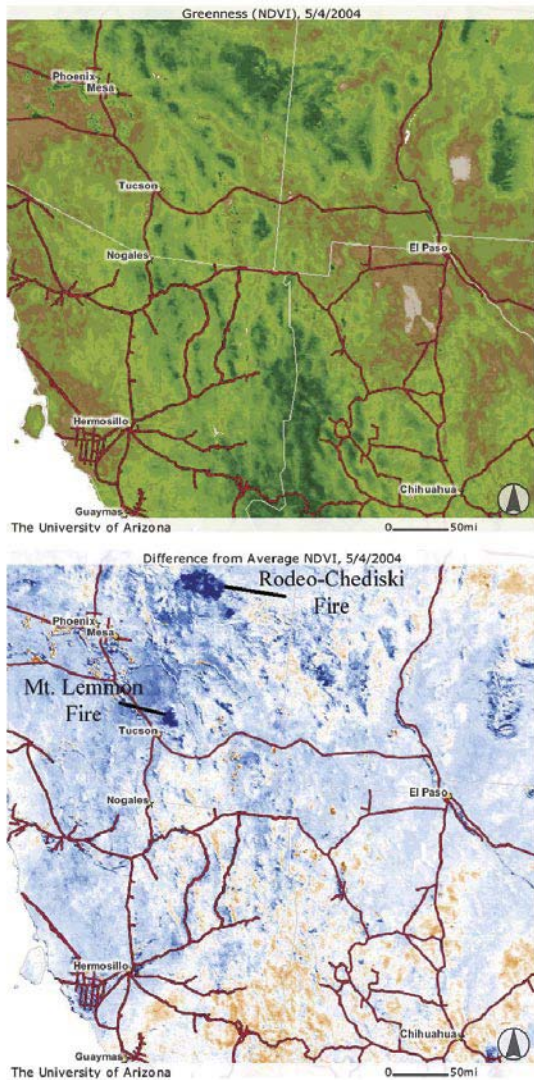 Greenness (NDVI), 5/4/2004
Phoenix
Mesa
Tucson
Nogales
El Paso
Hermosillo
Chihuahua
Guaymas
The University of Arizona
0 50mi
Difference from Average NDVI, 5/4/2004
Rodeo-Chediski
Fire
Phoenix
Mesa
Mt. Lemmon
Fire
Tucson
Nogales
El Paso
Hermosillo
Chihuahua
Guaymas
The University of Arizona
0 50mi